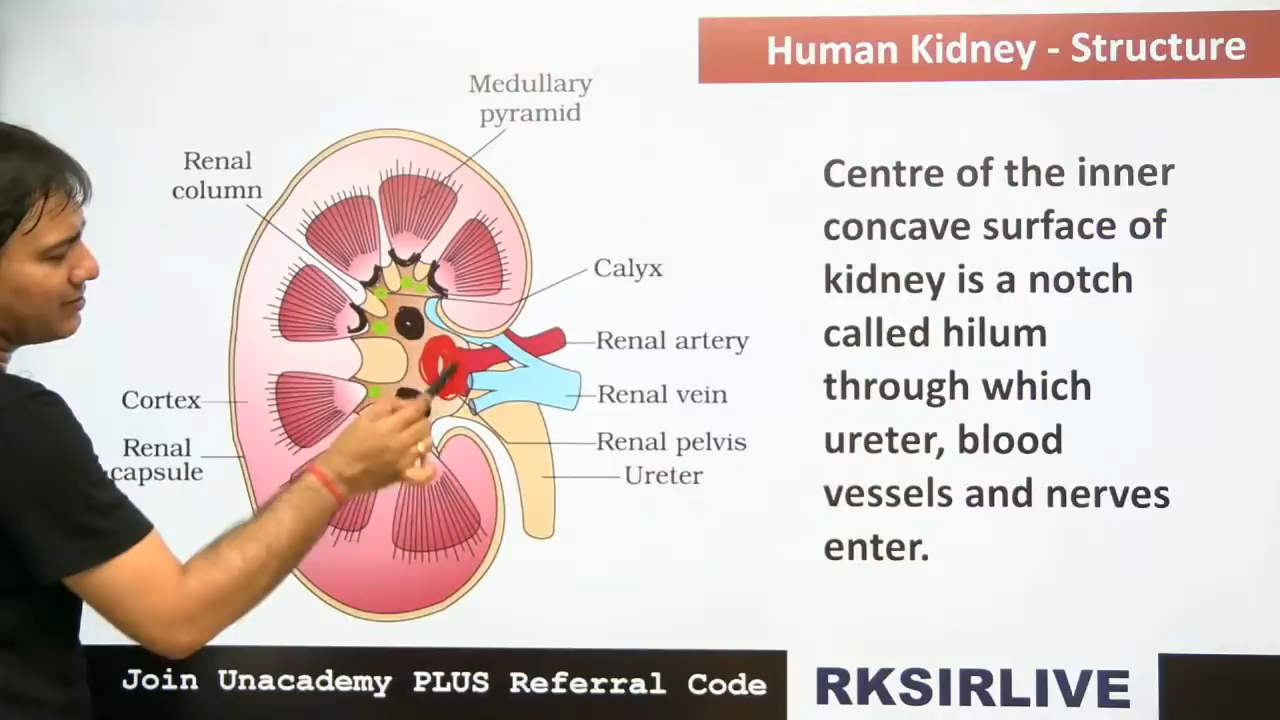 Human Kidney - Structure
Medullary
pyramid
Renal
column
Calyx
Renal artery
Renal vein
Cortex
Renal
capsule
Renal pelvis
Ureter
Centre of the inner
concave surface of
kidney is a notch
called hilum
through which
ureter, blood
vessels and nerves
enter.
Join Unacademy PLUS Referral Code
RKSIRLIVE